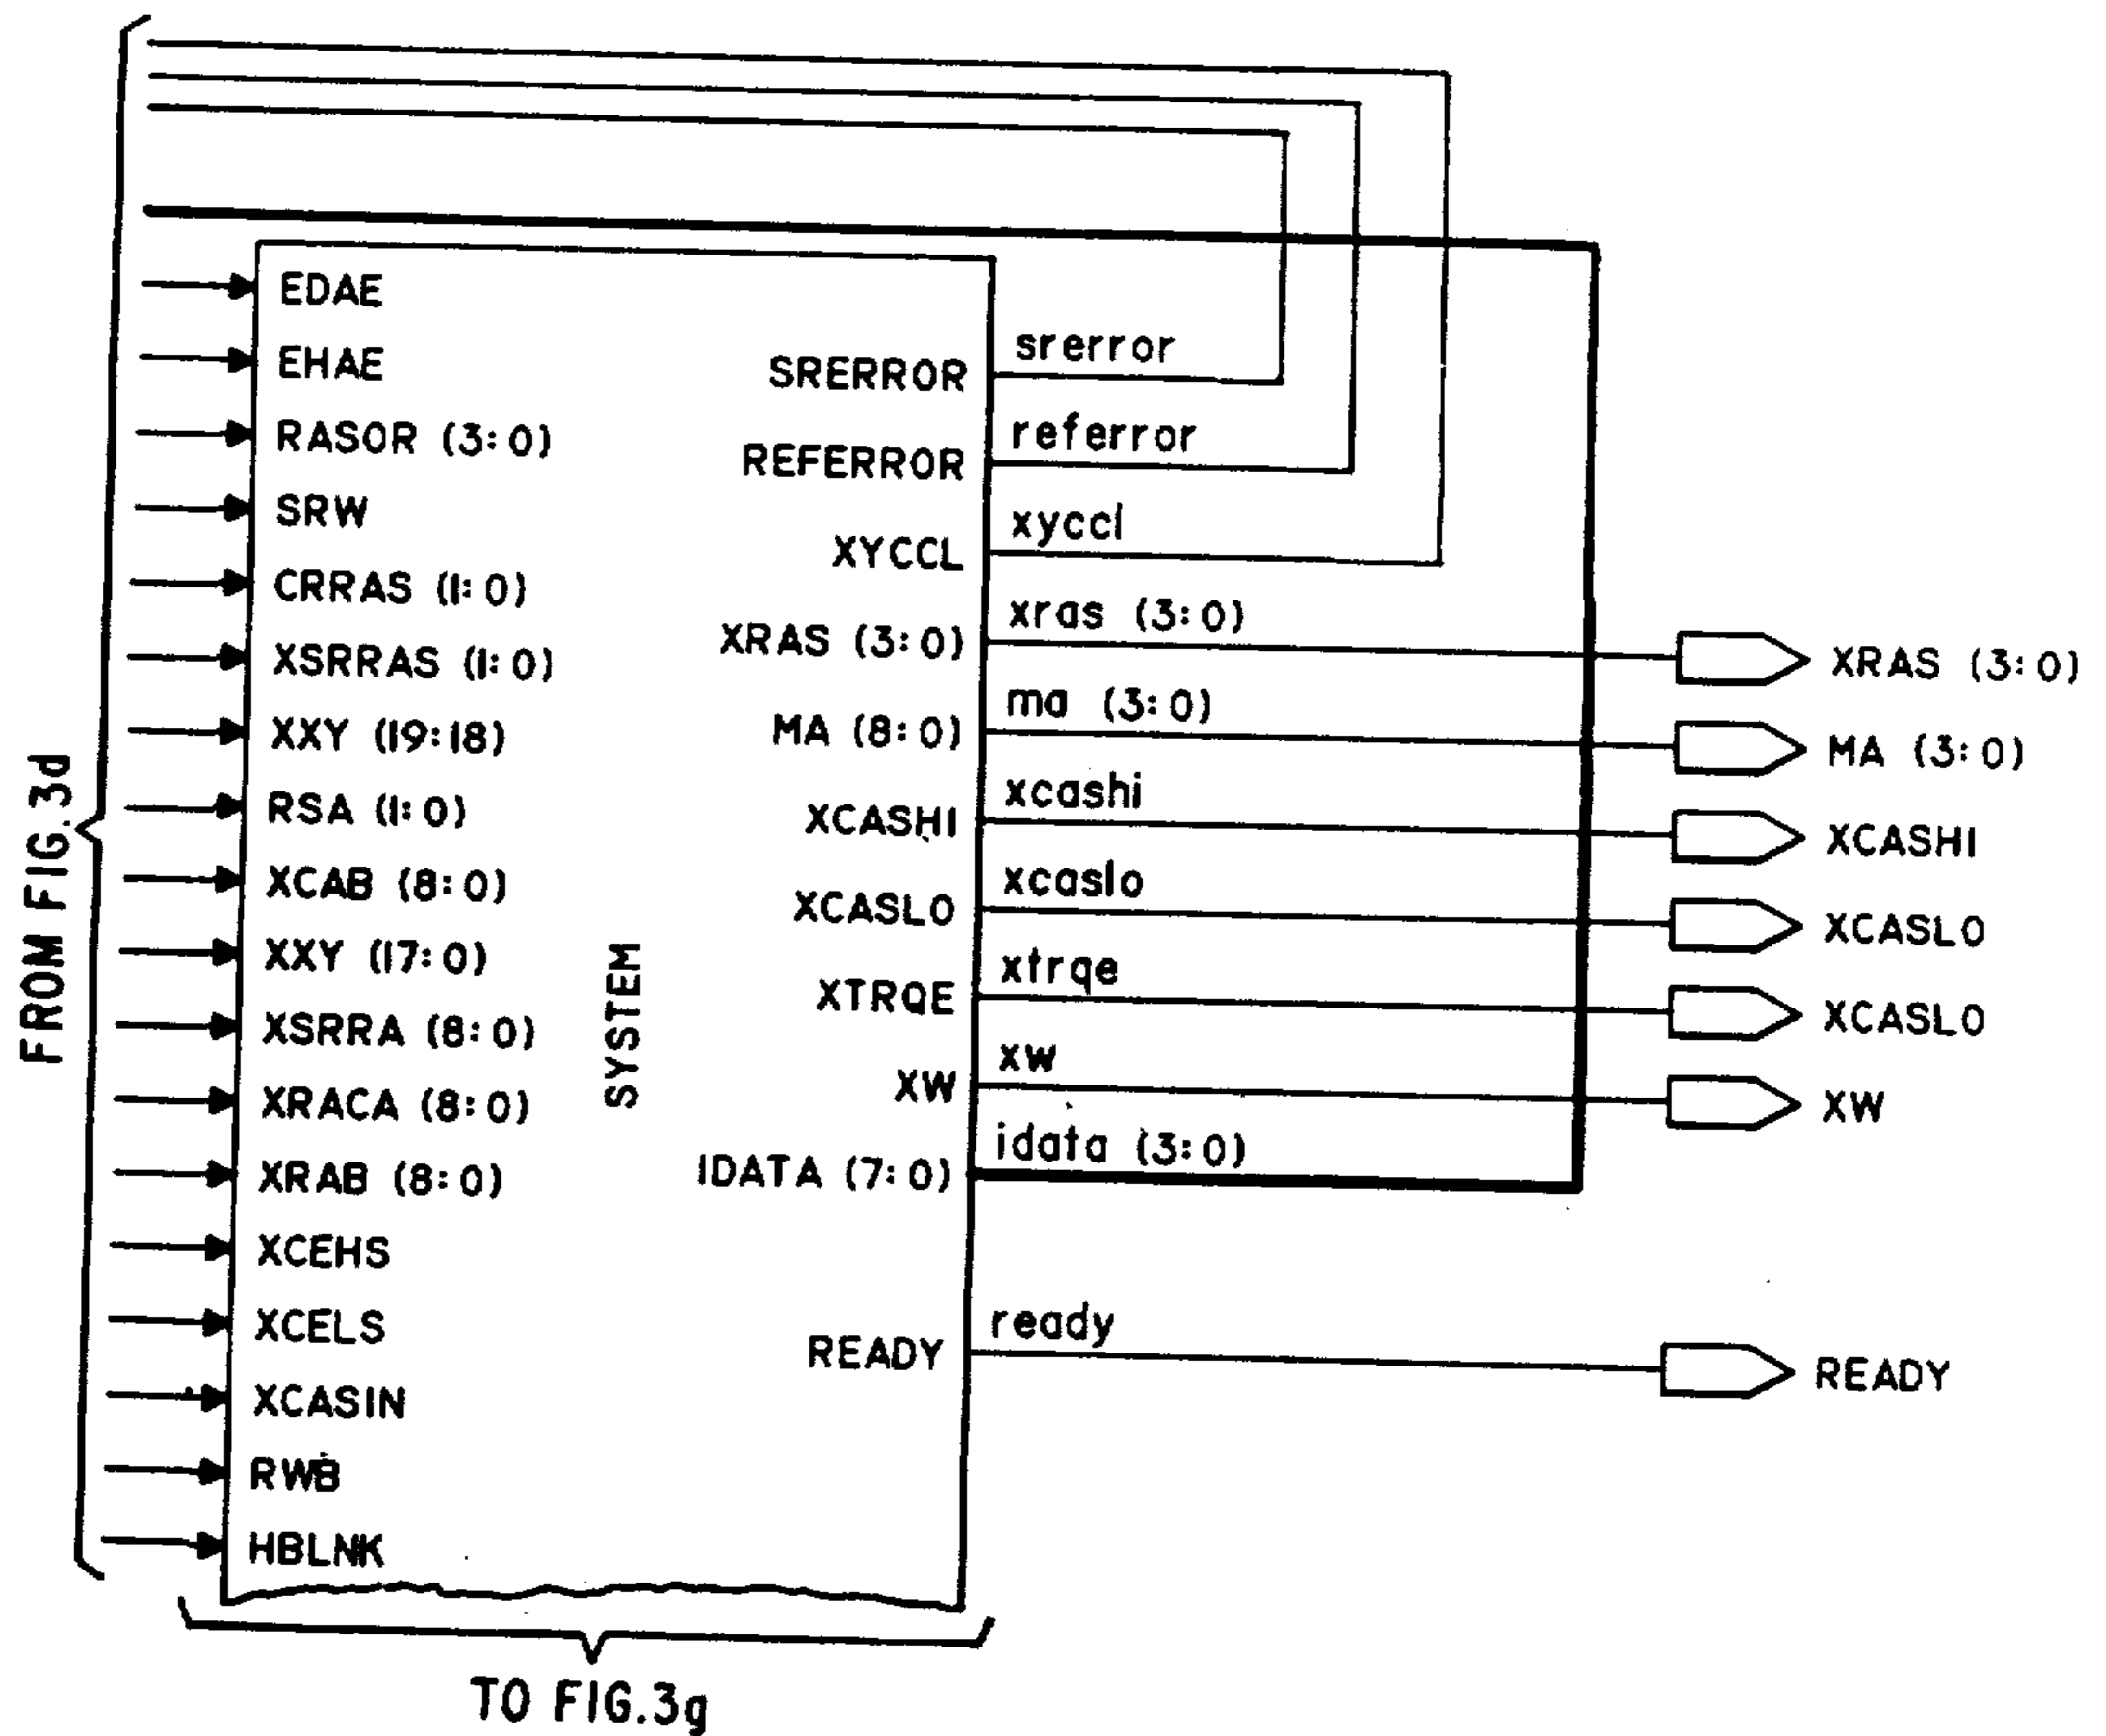 EDAE
EHAE
RASOR (3:0)
SRW
CRRAS (1:0)
XSRRAS (1:0)
XXY (19:18)
RSA (1:0)
XCAB (8:0)
XXY (17:0)
XSRRA (8:0)
XRACA (8:0)
XRAB (8:0)
XCEHS
XCELS
XCASIN
RWB
HBLNK
SYSTEM
SRERROR
REFERROR
XYCCL
XRAS (3:0)
MA (8:0)
XCASHI
XCASLO
XTRQE
XW
IDATA (7:0)
READY
srerror
referror
xyccl
xras (3:0)
ma (3:0)
xcashi
xcaslo
xtrqe
xw
idata (3:0)
ready
XRAS (3:0)
MA (3:0)
XCASHI
XCASLO
XCASLO
XW
READY
FROM FIG.3d
TO FIG.3g